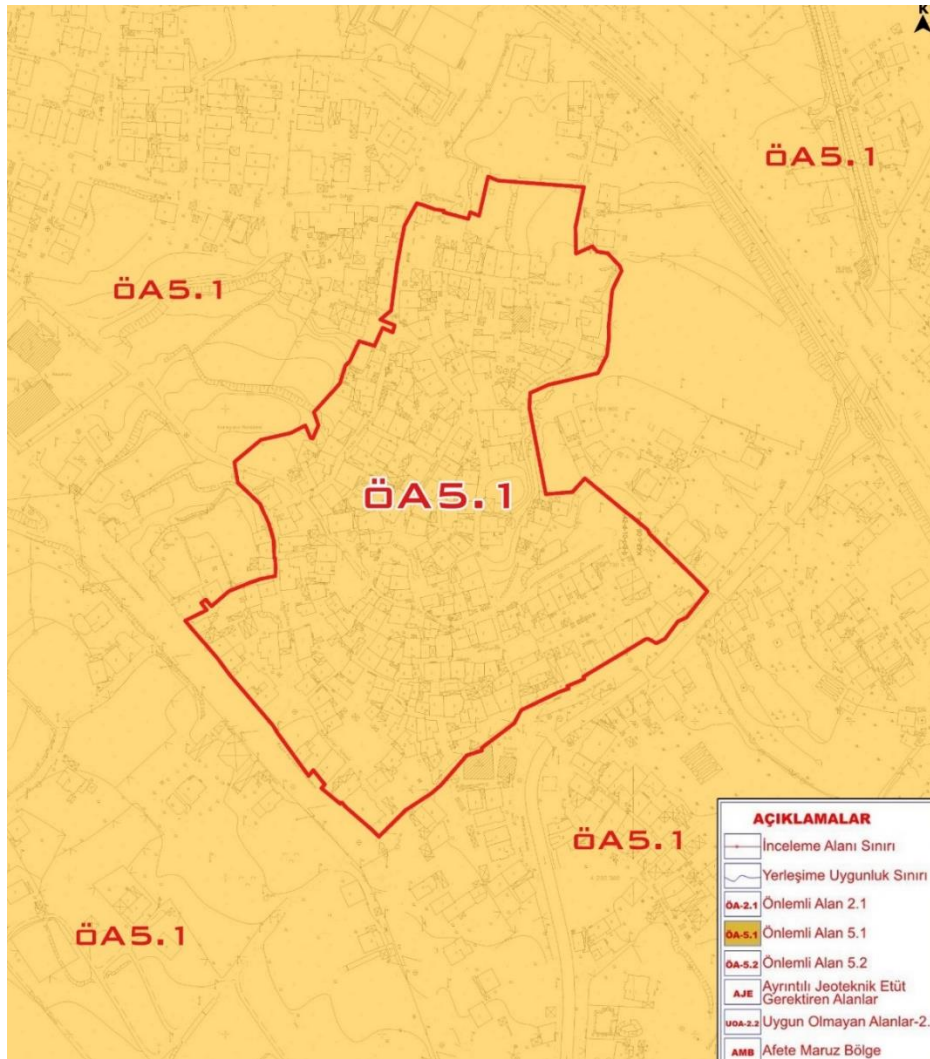 K
ÖA5.1
ÖA5.1
ÖA5.1
ÖA5.1
ÖA5.1
AÇIKLAMALAR
İnceleme Alanı Sınırı
Yerleşime Uygunluk Sınırı
ÖA-2.1 Önlemli Alan 2.1
ÖA-5.1 Önlemli Alan 5.1
ÖA-5.2 Önlemli Alan 5.2
AJE Ayrıntılı Jeoteknik Etüt
Gerektiren Alanlar
UOA-2.2 Uygun Olmayan Alanlar-2.
AMB Afete Maruz Bölge